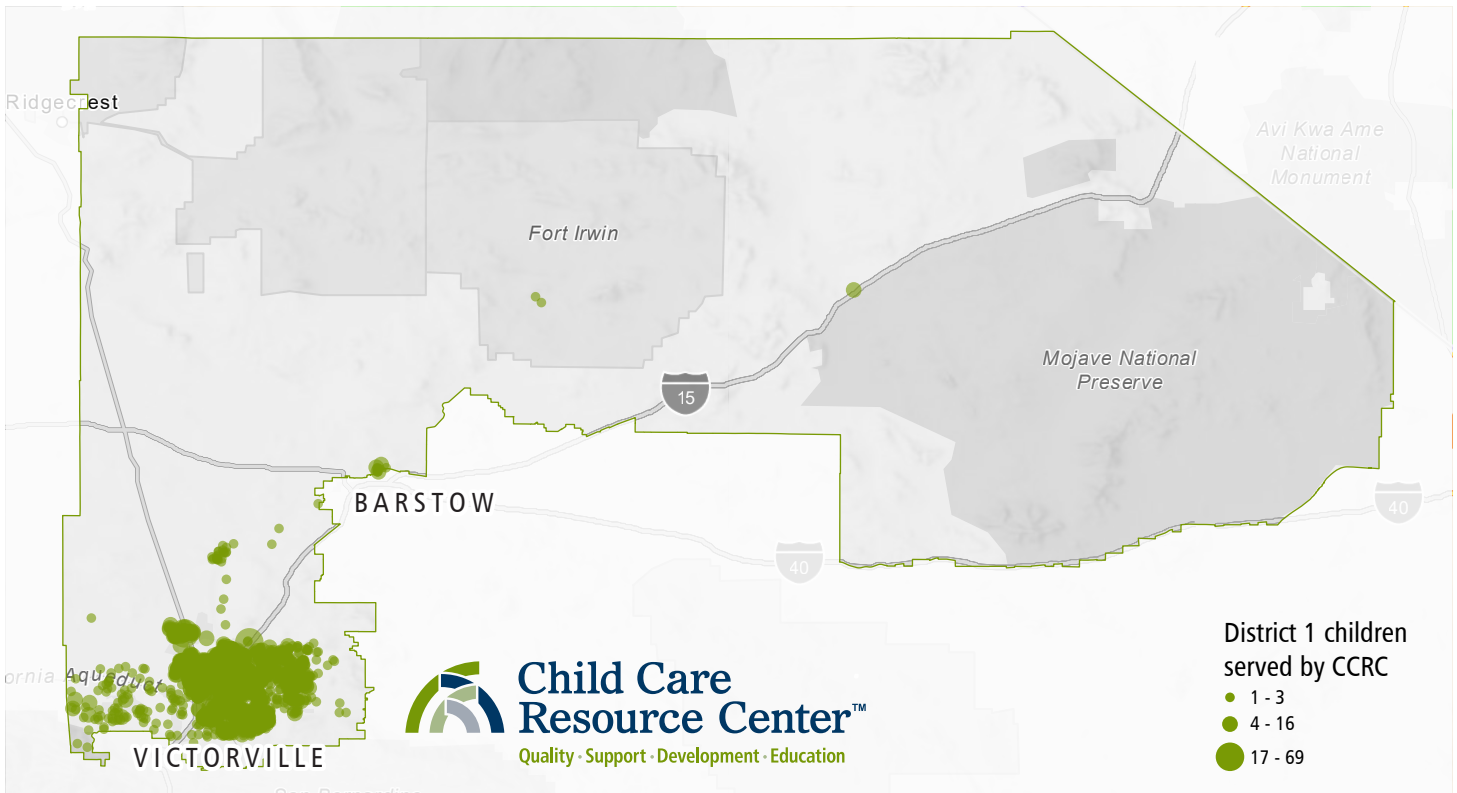 Ridgecrest
Avi Kwa Ame
National
Monument
Fort Irwin
Mojave National
Preserve
15
BARSTOW
40
40
District 1 children
served by CCRC
1 - 3
4 - 16
17 - 69
ornia Aqueduct
Child Care
Resource Center™
Quality · Support · Development · Education
VICTORVILLE